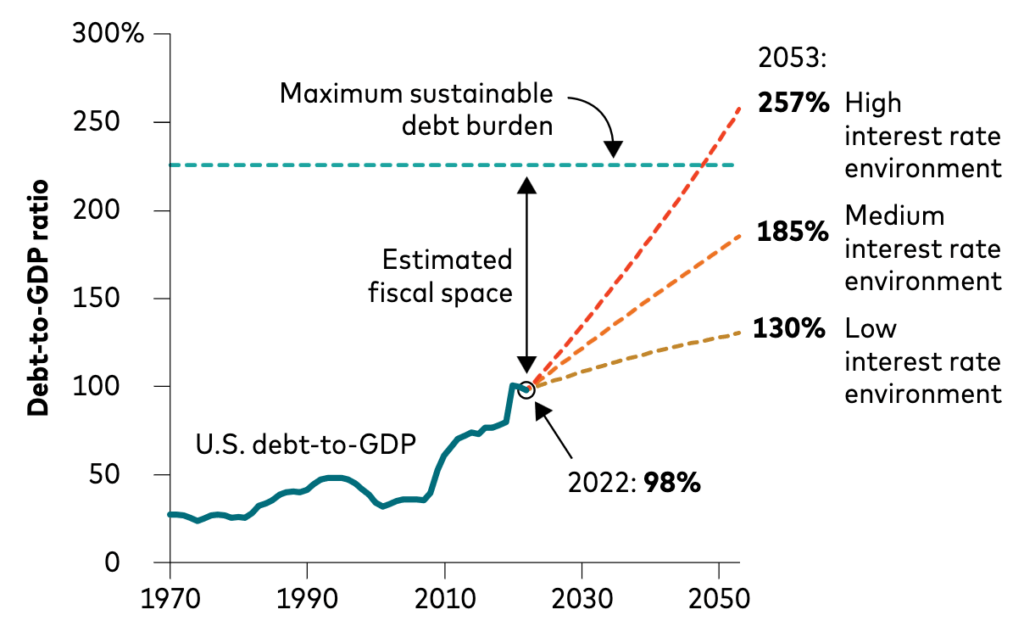 300%
250
200
150
100
50
0
Debt-to-GDP ratio
1970
1990
2010
2030
2050
Maximum sustainable
debt burden
Estimated
fiscal space
U.S. debt-to-GDP
2022: 98%
2053:
257% High
interest rate
environment
185% Medium
interest rate
environment
130% Low
interest rate
environment